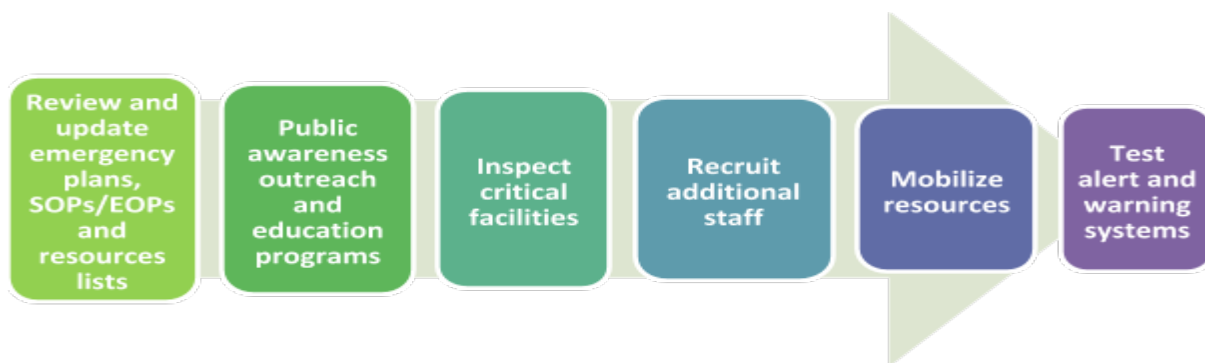 Review and
update
emergency
plans,
SOPs/EOPs
and
resources
lists
Public
awareness
outreach
and
education
programs
Inspect
critical
facilities
Recruit
additional
staff
Mobilize
resources
Test
alert and
warning
systems